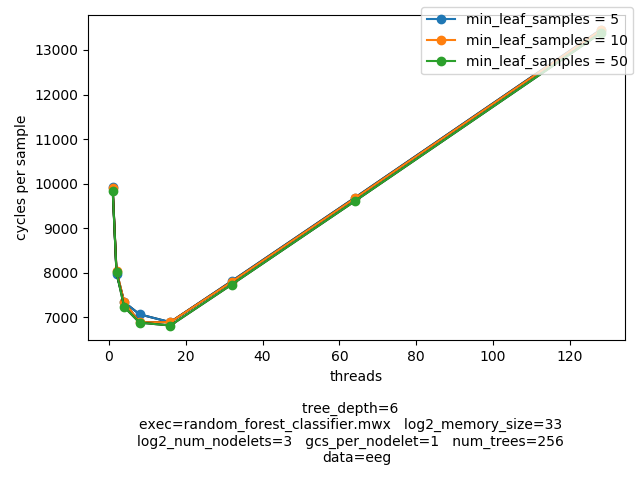 min_leaf_samples = 5
min_leaf_samples = 10
min_leaf_samples = 50
13000
12000
11000
10000
9000
8000
7000
cycles per sample
0 20 40 60 80 100 120
threads
tree_depth=6
exec=random_forest_classifier.mwx log2_memory_size=33
log2_num_nodelets=3 gcs_per_nodelet=1 num_trees=256
data=eeg